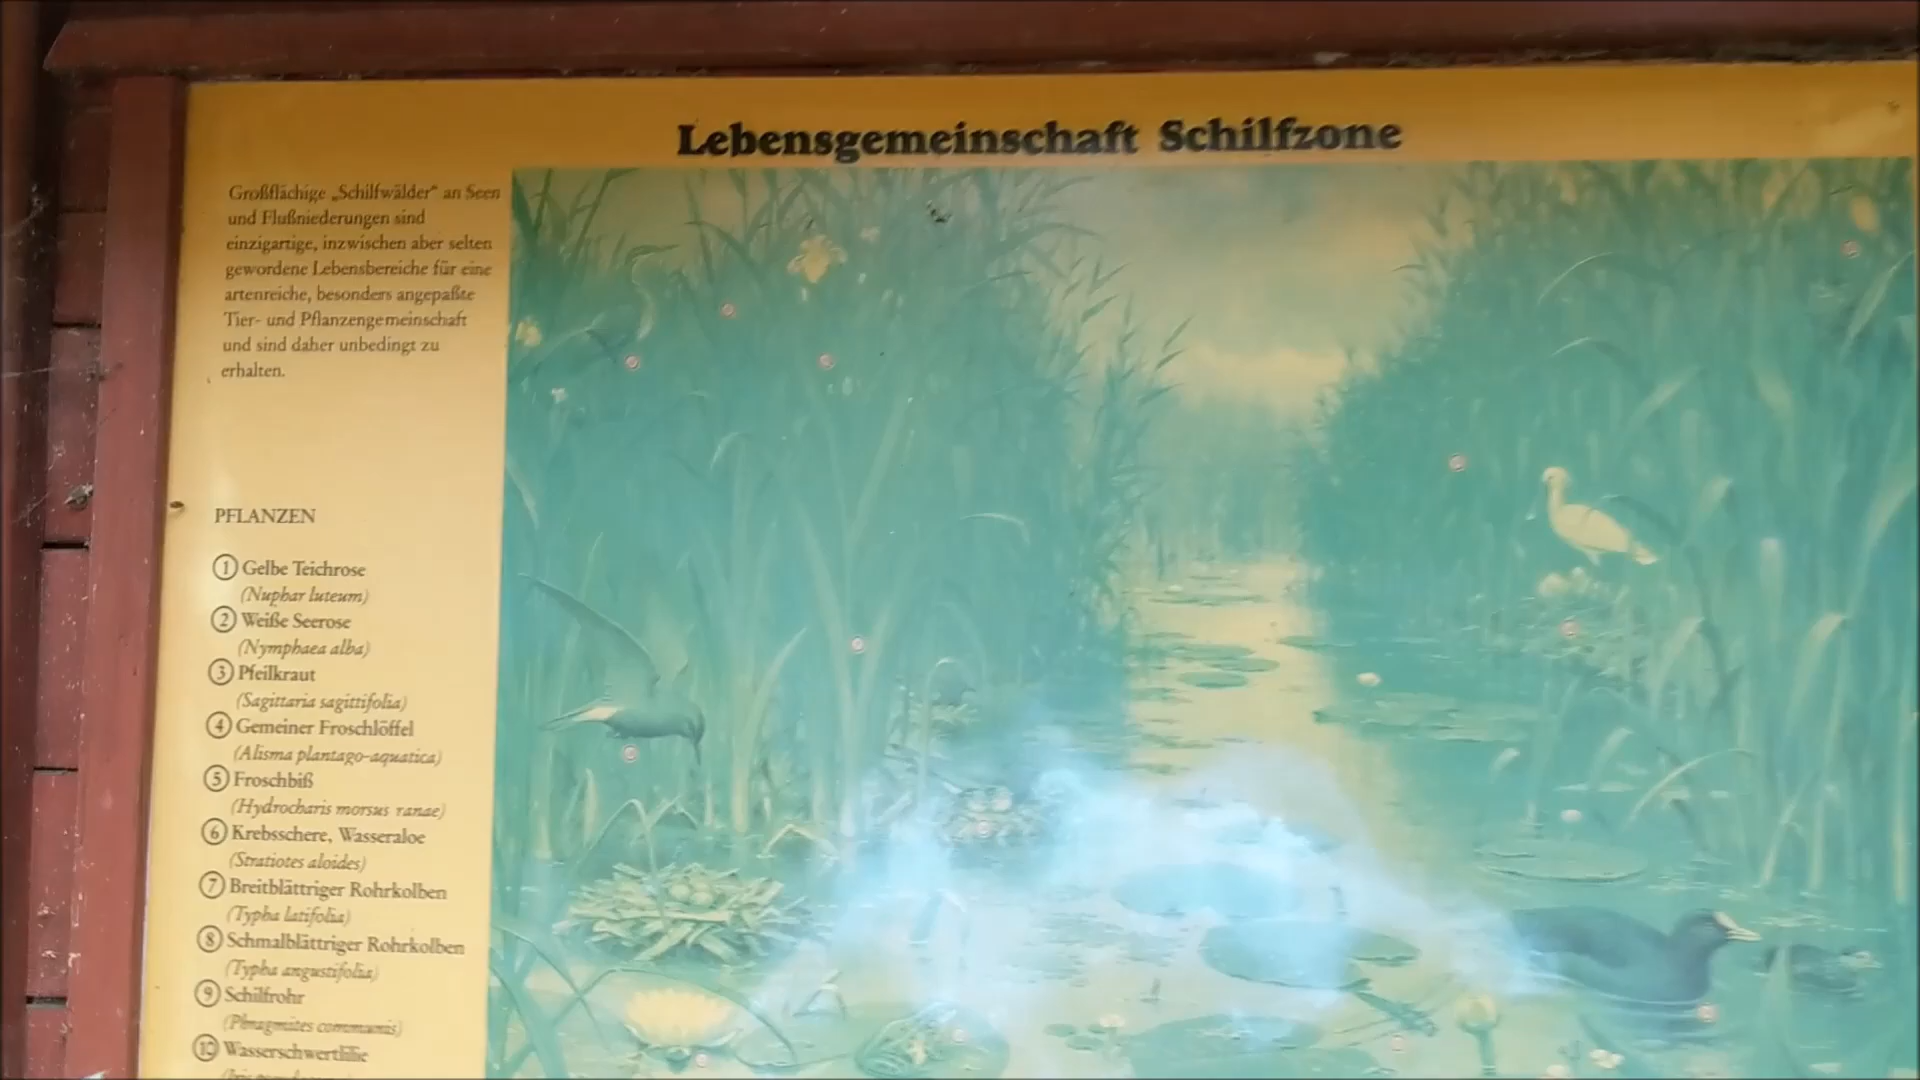 Lebensgemeinschaft Schilfzone
Großflächige „Schilfwälder“ an Seen
und Flußniederungen sind
einzigartige, inzwischen aber selten
gewordene Lebensbereiche für eine
artenreiche, besonders angepaßte
Tier- und Pflanzengemeinschaft
und sind daher unbedingt zu
erhalten.
PFLANZEN
1 Gelbe Teichrose
(Nuphar luteum)
2 Weiße Seerose
(Nymphaea alba)
3 Pfeilkraut
(Sagittaria sagittifolia)
4 Gemeiner Froschlöffel
(Alisma plantago-aquatica)
5 Froschbiß
(Hydrocharis morsus ranae)
6 Krebsschere, Wasseraloe
(Stratiotes aloides)
7 Breitblättriger Rohrkolben
(Typha latifolia)
8 Schmalblättriger Rohrkolben
(Typha angustifolia)
9 Schilfrohr
(Phragmites communis)
10 Wasserschwertlilie